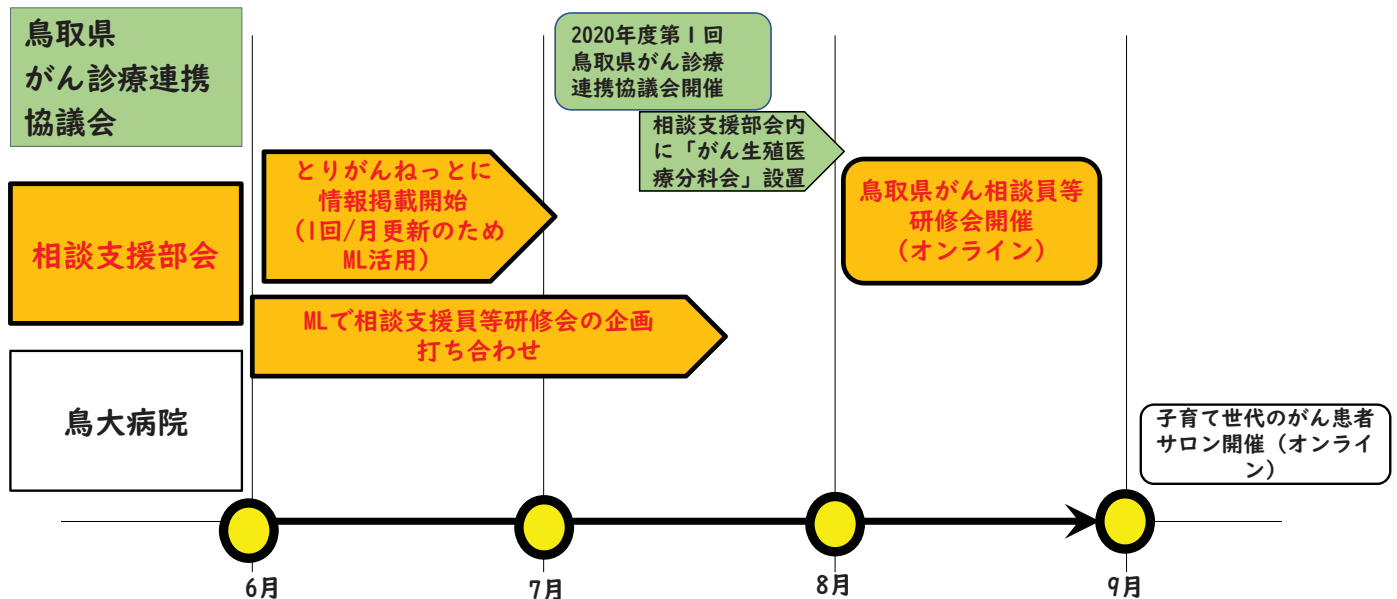 鳥取県
がん診療連携
協議会
2020年度第1回
鳥取県がん診療
連携協議会開催
相談支援部会内
に「がん生殖医
療分科会」設置
相談支援部会
とりがんねっとに
情報掲載開始
(1回/月更新のため
ML活用)
鳥取県がん相談員等
研修会開催
(オンライン)
MLで相談支援員等研修会の企画
打ち合わせ
鳥大病院
子育て世代のがん患者
サロン開催（オンライ
ン）
6月
7月
8月
9月